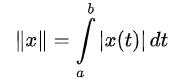 ‖x‖ = ∫ₐᵇ |x(t)| dt